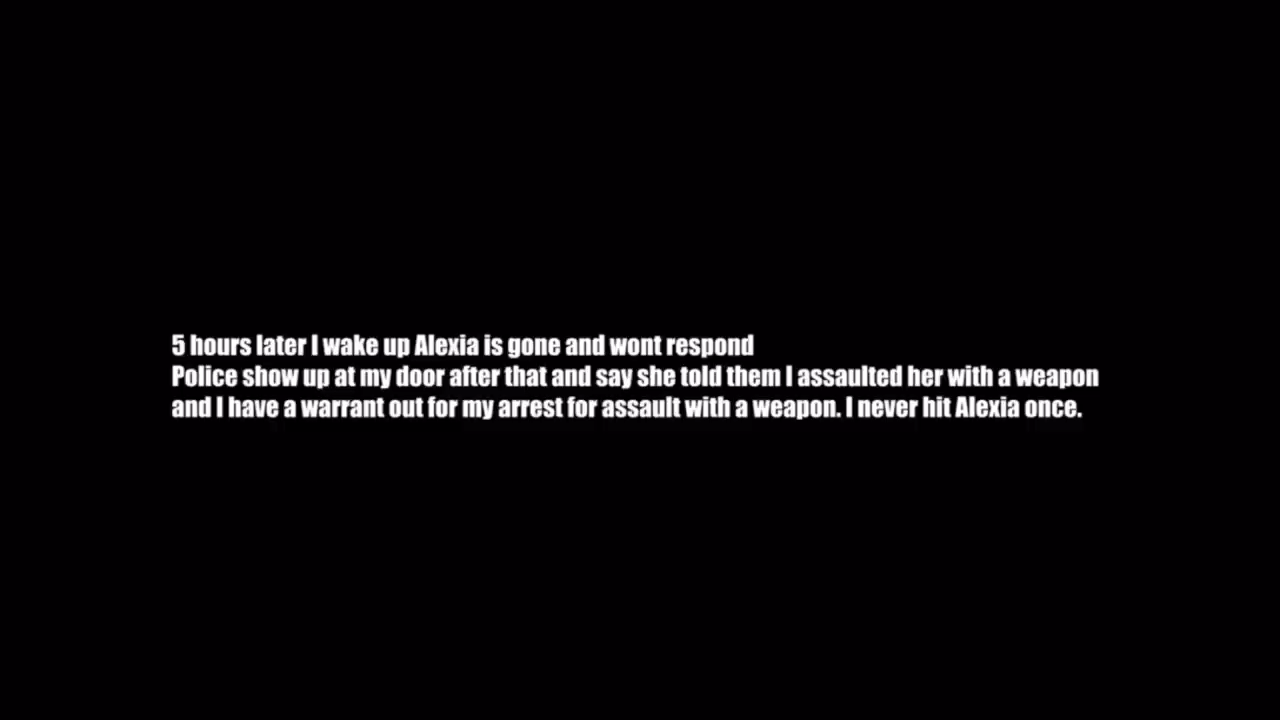 5 hours later I wake up Alexia is gone and wont respond
Police show up at my door after that and say she told them I assaulted her with a weapon
and I have a warrant out for my arrest for assault with a weapon. I never hit Alexia once.